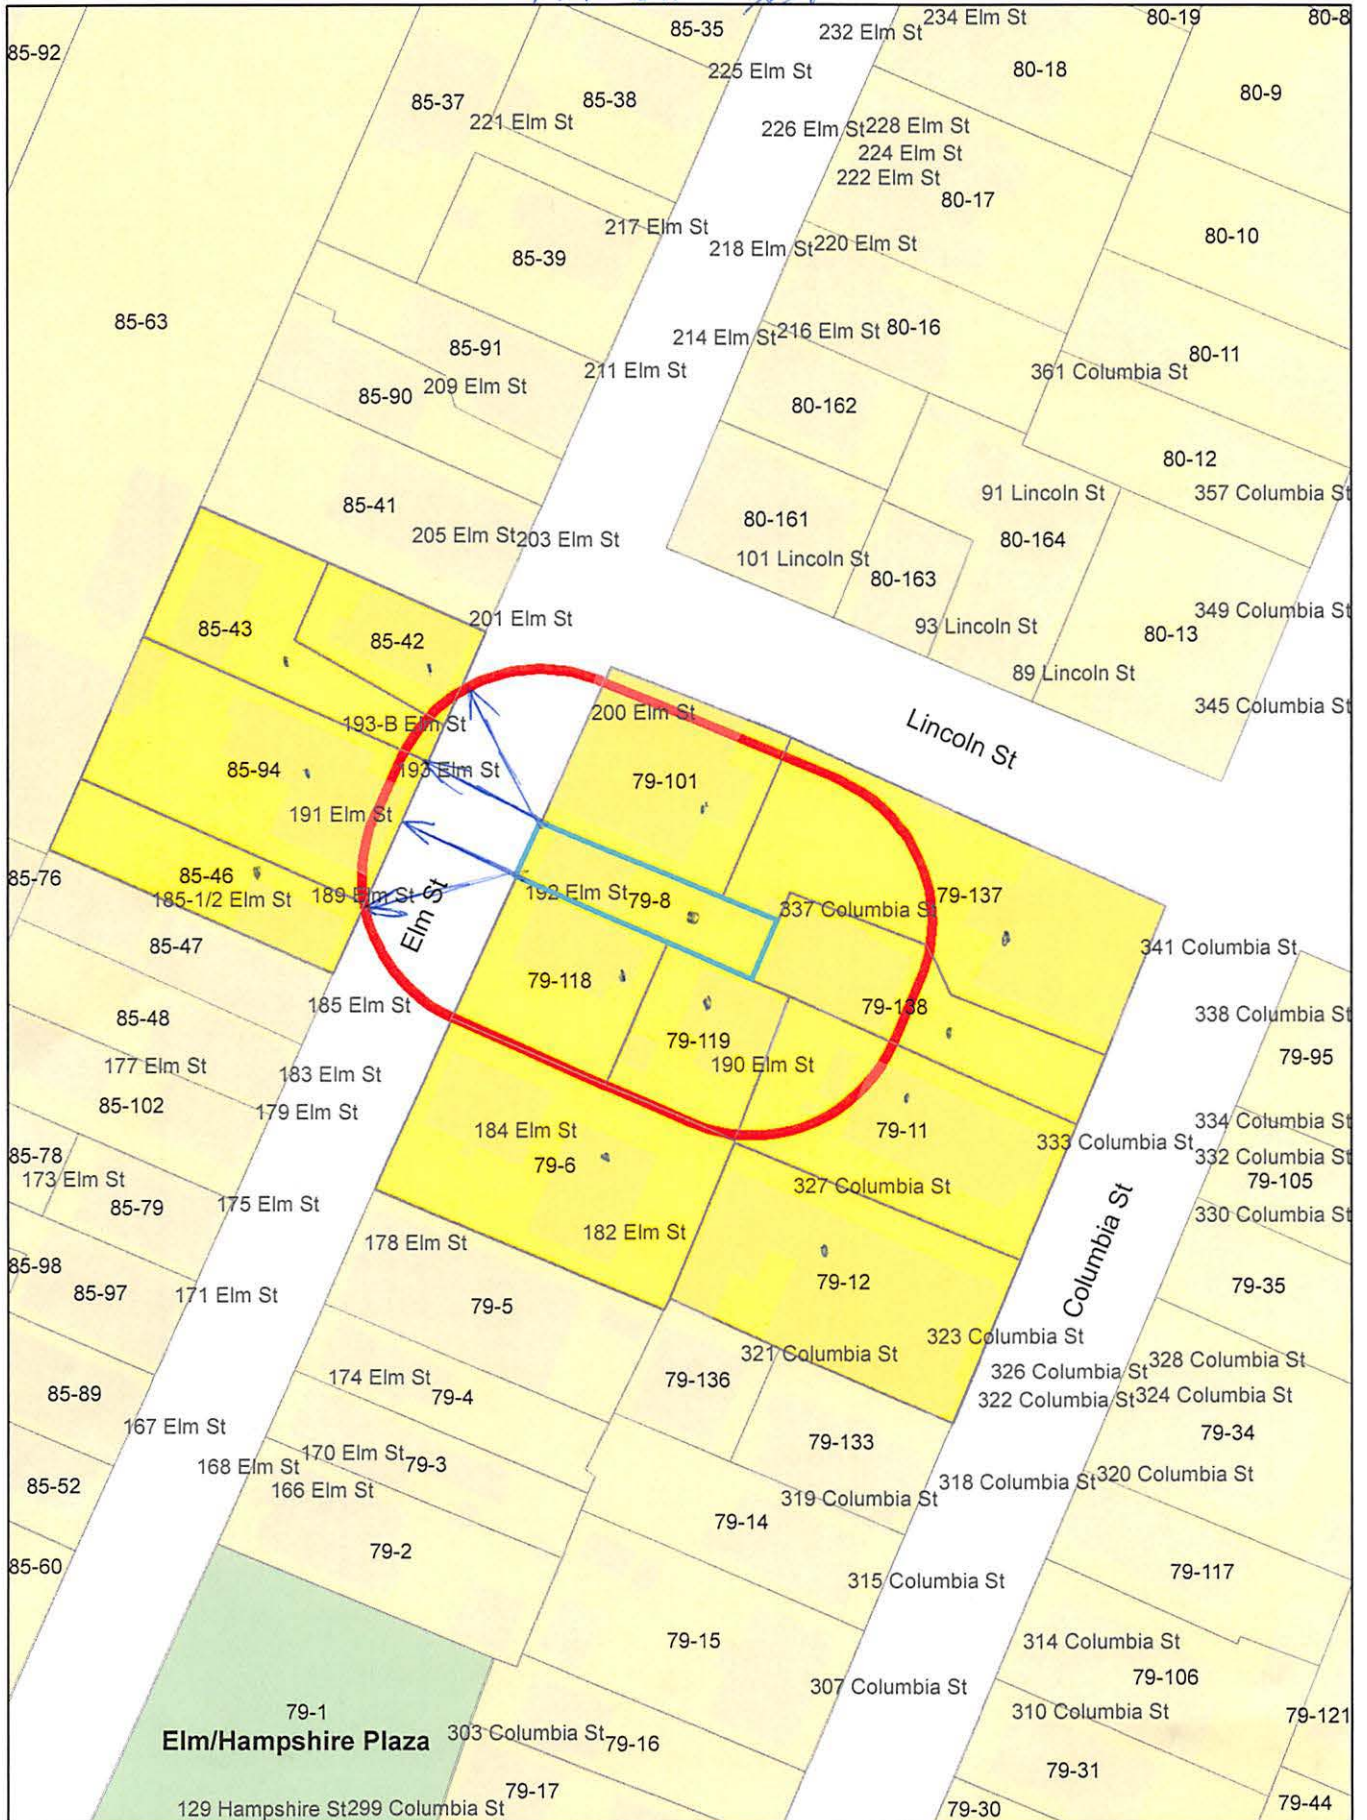 85-35
232 Elm St
234 Elm St
80-19
80-8
85-92
225 Elm St
80-18
80-9
85-37
85-38
221 Elm St
226 Elm St
228 Elm St
224 Elm St
222 Elm St
80-17
217 Elm St
218 Elm St
220 Elm St
80-10
85-39
85-63
214 Elm St
216 Elm St
80-16
85-91
211 Elm St
361 Columbia St
80-11
85-90
209 Elm St
80-162
80-12
85-41
91 Lincoln St
357 Columbia St
205 Elm St
203 Elm St
80-161
80-164
101 Lincoln St
80-163
85-43
85-42
201 Elm St
93 Lincoln St
80-13
349 Columbia St
89 Lincoln St
193-B Elm St
200 Elm St
Lincoln St
345 Columbia St
85-94
193 Elm St
79-101
191 Elm St
85-76
85-46
185-1/2 Elm St
189 Elm St
Elm St
192 Elm St
79-8
337 Columbia St
79-137
85-47
79-118
341 Columbia St
85-48
185 Elm St
79-119
79-138
338 Columbia St
177 Elm St
183 Elm St
190 Elm St
79-95
85-102
179 Elm St
184 Elm St
79-11
333 Columbia St
334 Columbia St
85-78
79-6
332 Columbia St
173 Elm St
79-105
85-79
175 Elm St
327 Columbia St
330 Columbia St
178 Elm St
182 Elm St
Columbia St
85-98
85-97
171 Elm St
79-5
79-12
79-35
323 Columbia St
321 Columbia St
326 Columbia St
328 Columbia St
85-89
174 Elm St
79-4
79-136
322 Columbia St
324 Columbia St
167 Elm St
79-133
79-34
168 Elm St
170 Elm St
79-3
85-52
166 Elm St
319 Columbia St
318 Columbia St
320 Columbia St
79-14
79-2
85-60
315 Columbia St
79-117
79-15
314 Columbia St
307 Columbia St
79-106
79-1
310 Columbia St
79-121
Elm/Hampshire Plaza
303 Columbia St
79-16
79-31
79-17
129 Hampshire St
299 Columbia St
79-30
79-44